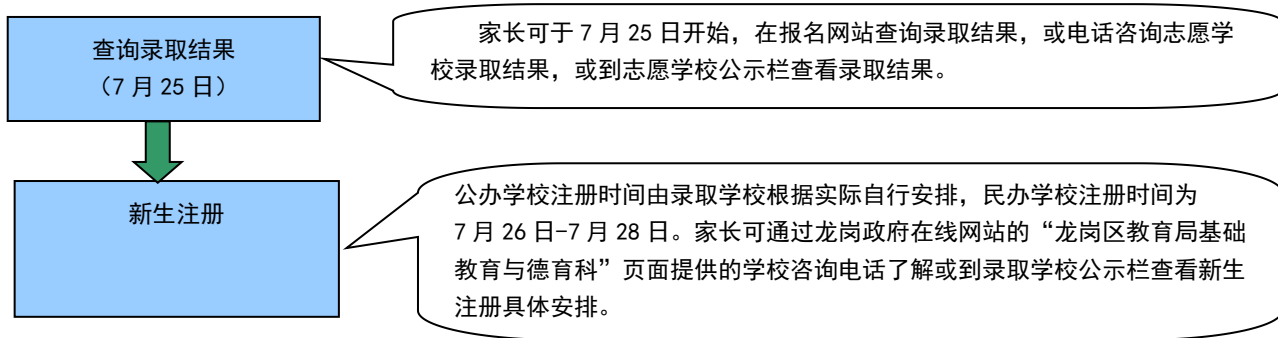 查询录取结果
（7 月 25 日）
家长可于 7 月 25 日开始，在报名网站查询录取结果，或电话咨询志愿学
校录取结果，或到志愿学校公示栏查看录取结果。
新生注册
公办学校注册时间由录取学校根据实际自行安排，民办学校注册时间为
7 月 26 日-7 月 28 日。家长可通过龙岗政府在线网站的“龙岗区教育局基础
教育与德育科”页面提供的学校咨询电话了解或到录取学校公示栏查看新生
注册具体安排。